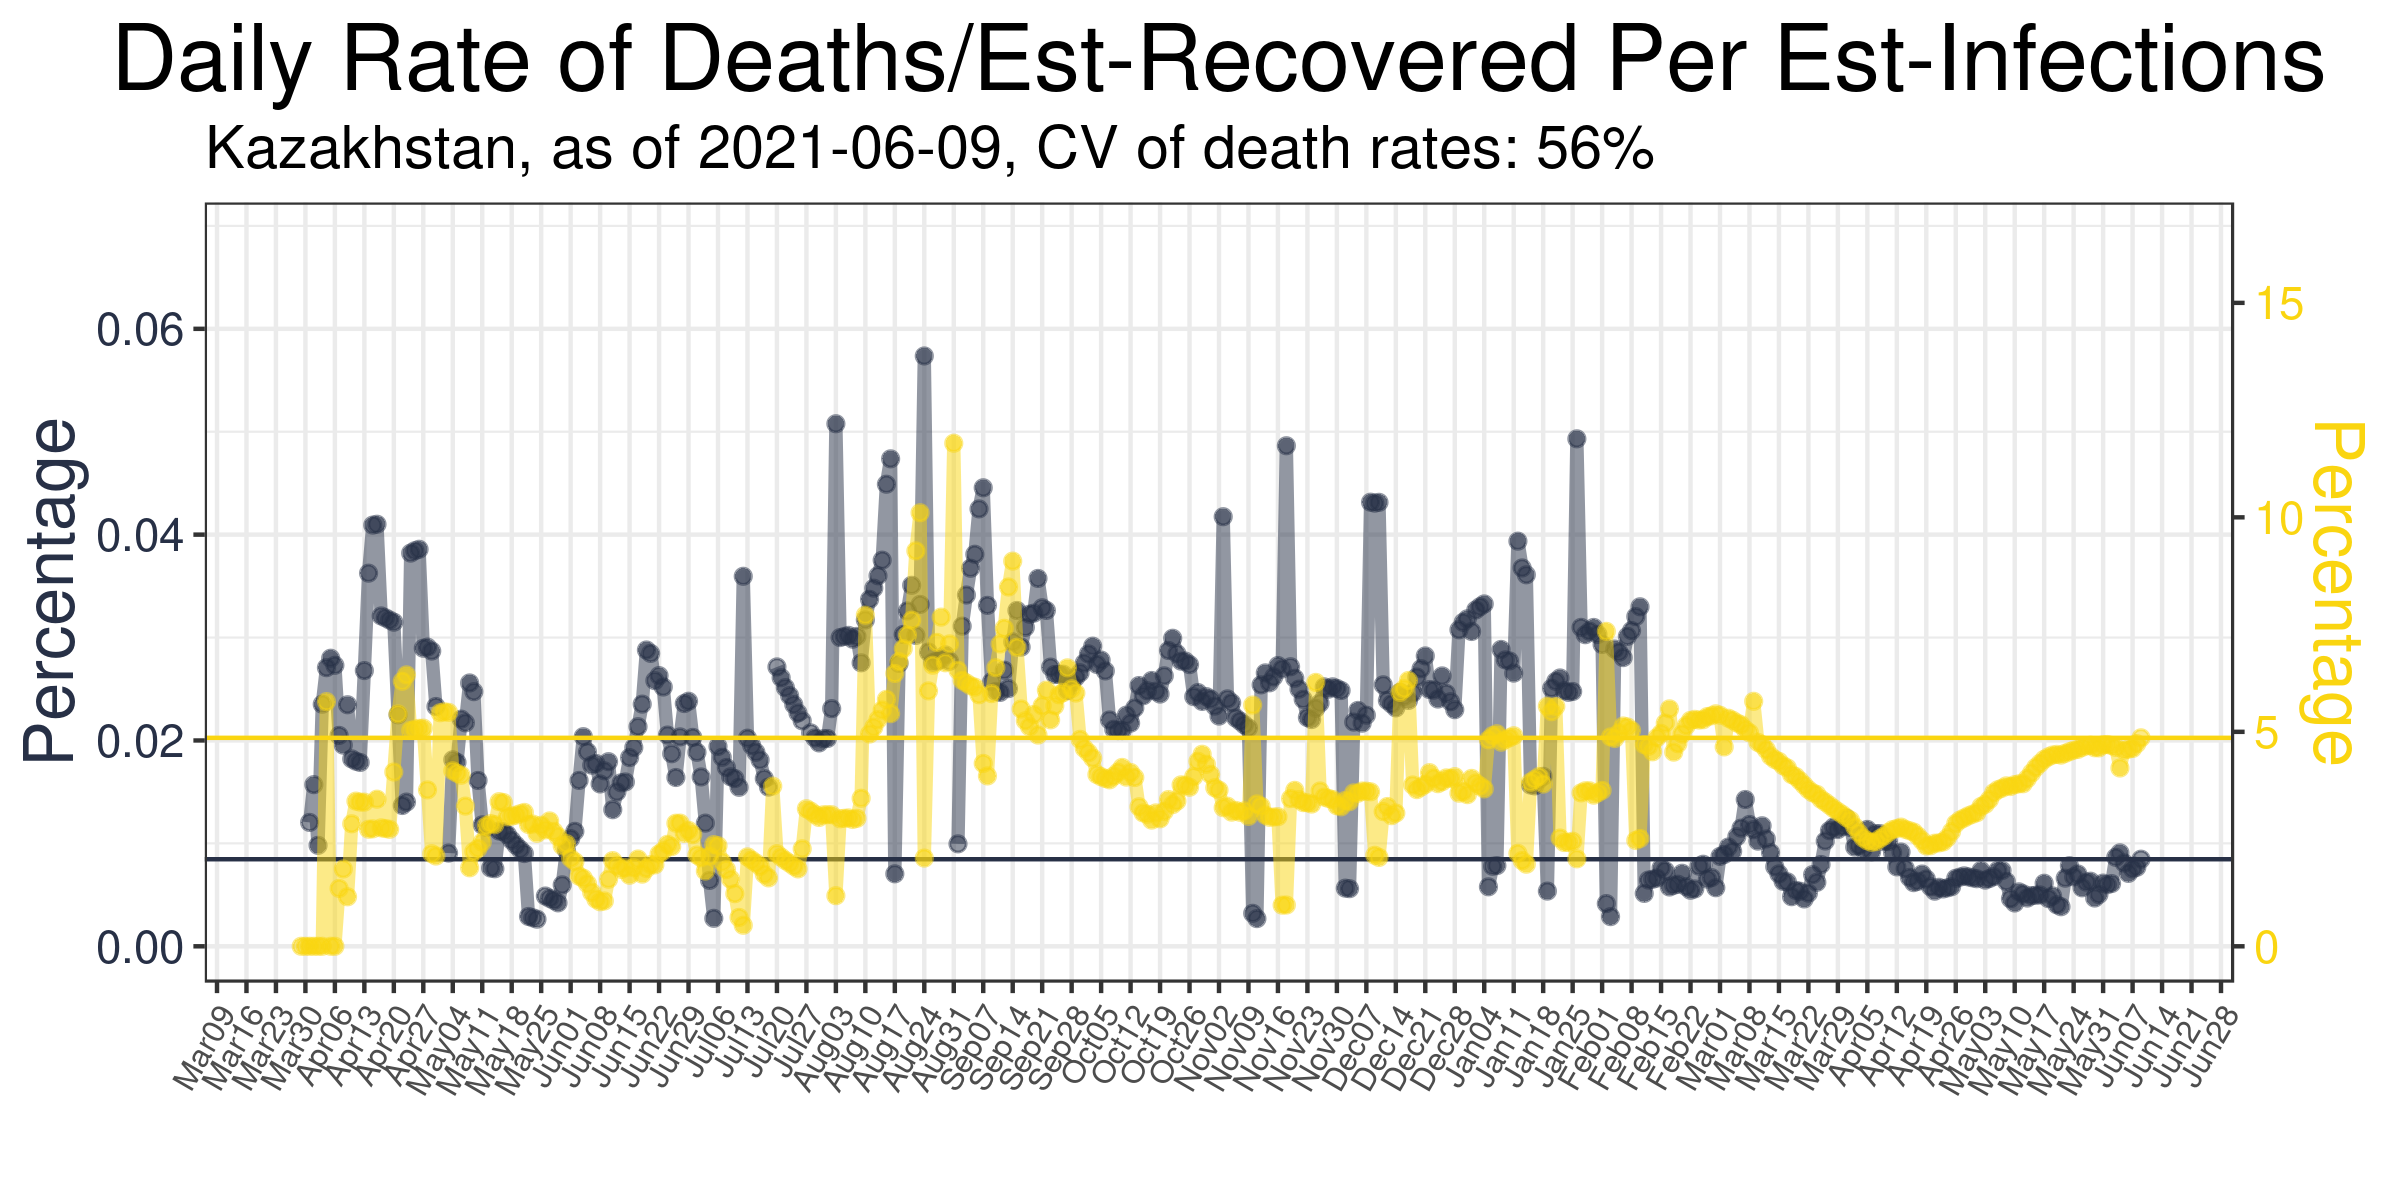 Daily Rate of Deaths/Est-Recovered Per Est-Infections
Kazakhstan, as of 2021-06-09, CV of death rates: 56%
Percentage
0.06
0.04
0.02
0.00
15
10
5
0
Percentage
Mar09
Mar16
Mar23
Mar30
Apr06
Apr13
Apr20
Apr27
May04
May11
May18
May25
Jun01
Jun08
Jun15
Jun22
Jun29
Jul06
Jul13
Jul20
Jul27
Aug03
Aug10
Aug17
Aug24
Aug31
Sep07
Sep14
Sep21
Sep28
Oct05
Oct12
Oct19
Oct26
Nov02
Nov09
Nov16
Nov23
Nov30
Dec07
Dec14
Dec21
Dec28
Jan04
Jan11
Jan18
Jan25
Feb01
Feb08
Feb15
Feb22
Mar01
Mar08
Mar15
Mar22
Mar29
Apr05
Apr12
Apr19
Apr26
May03
May10
May17
May24
May31
Jun07
Jun14
Jun21
Jun28